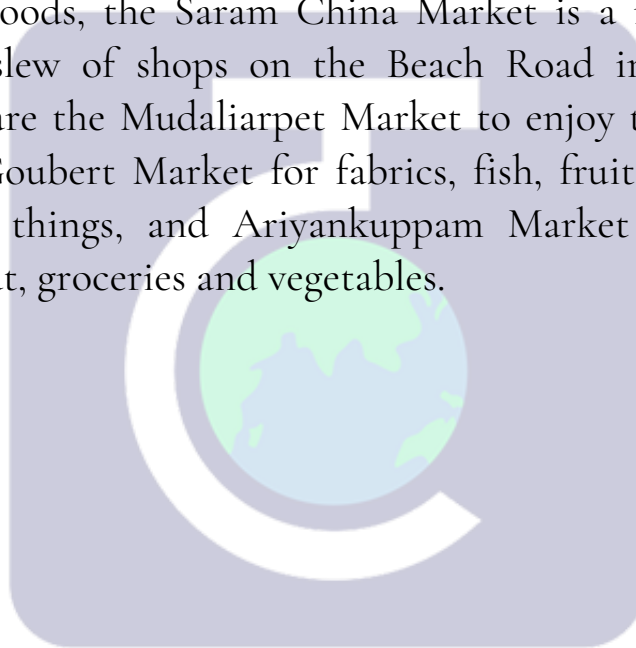 oods, the Saram China Market is a
slew of shops on the Beach Road in
are the Mudaliarpet Market to enjoy t
Goubert Market for fabrics, fish, fruit
things, and Ariyankuppam Market
t, groceries and vegetables.